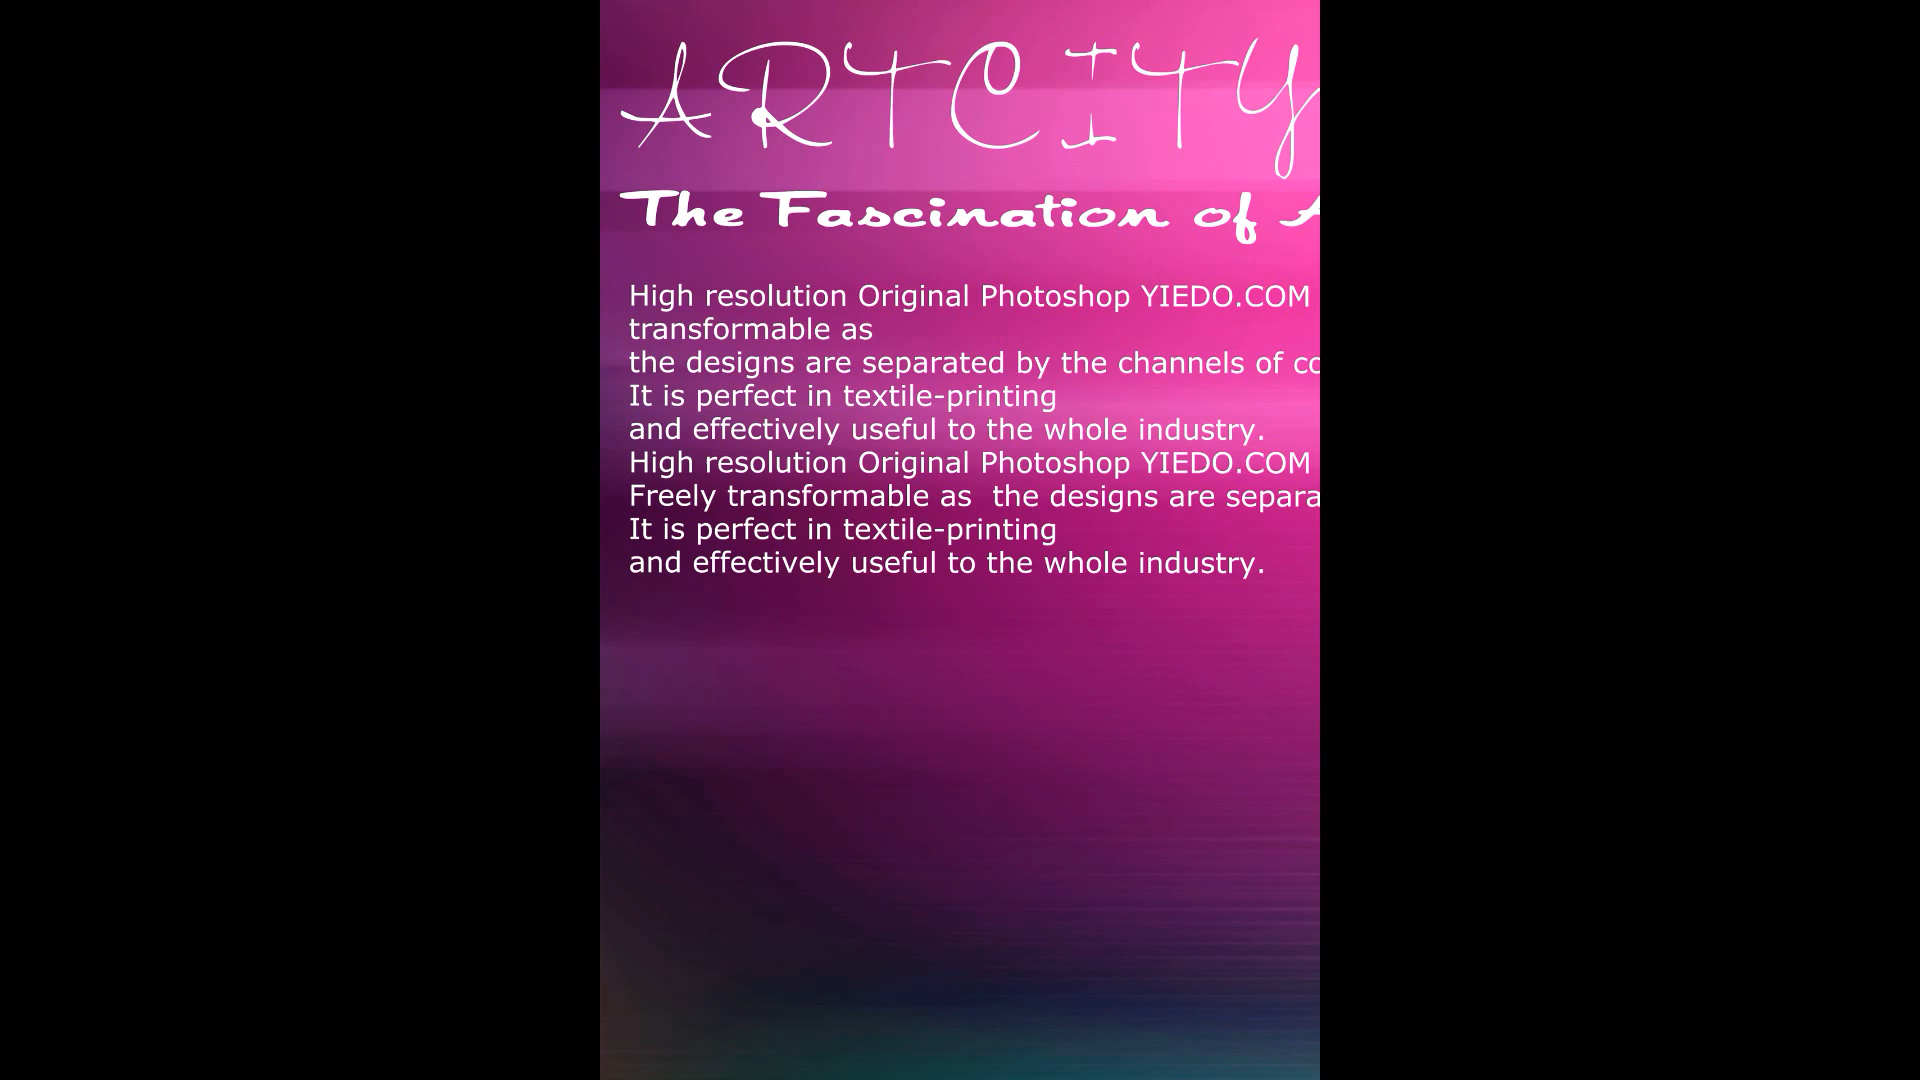 ARTCITY
The Fascination of
High resolution Original Photoshop YIEDO.COM
transformable as
the designs are separated by the channels of
It is perfect in textile-printing
and effectively useful to the whole industry.
High resolution Original Photoshop YIEDO.COM
Freely transformable as  the designs are
It is perfect in textile-printing
and effectively useful to the whole industry.